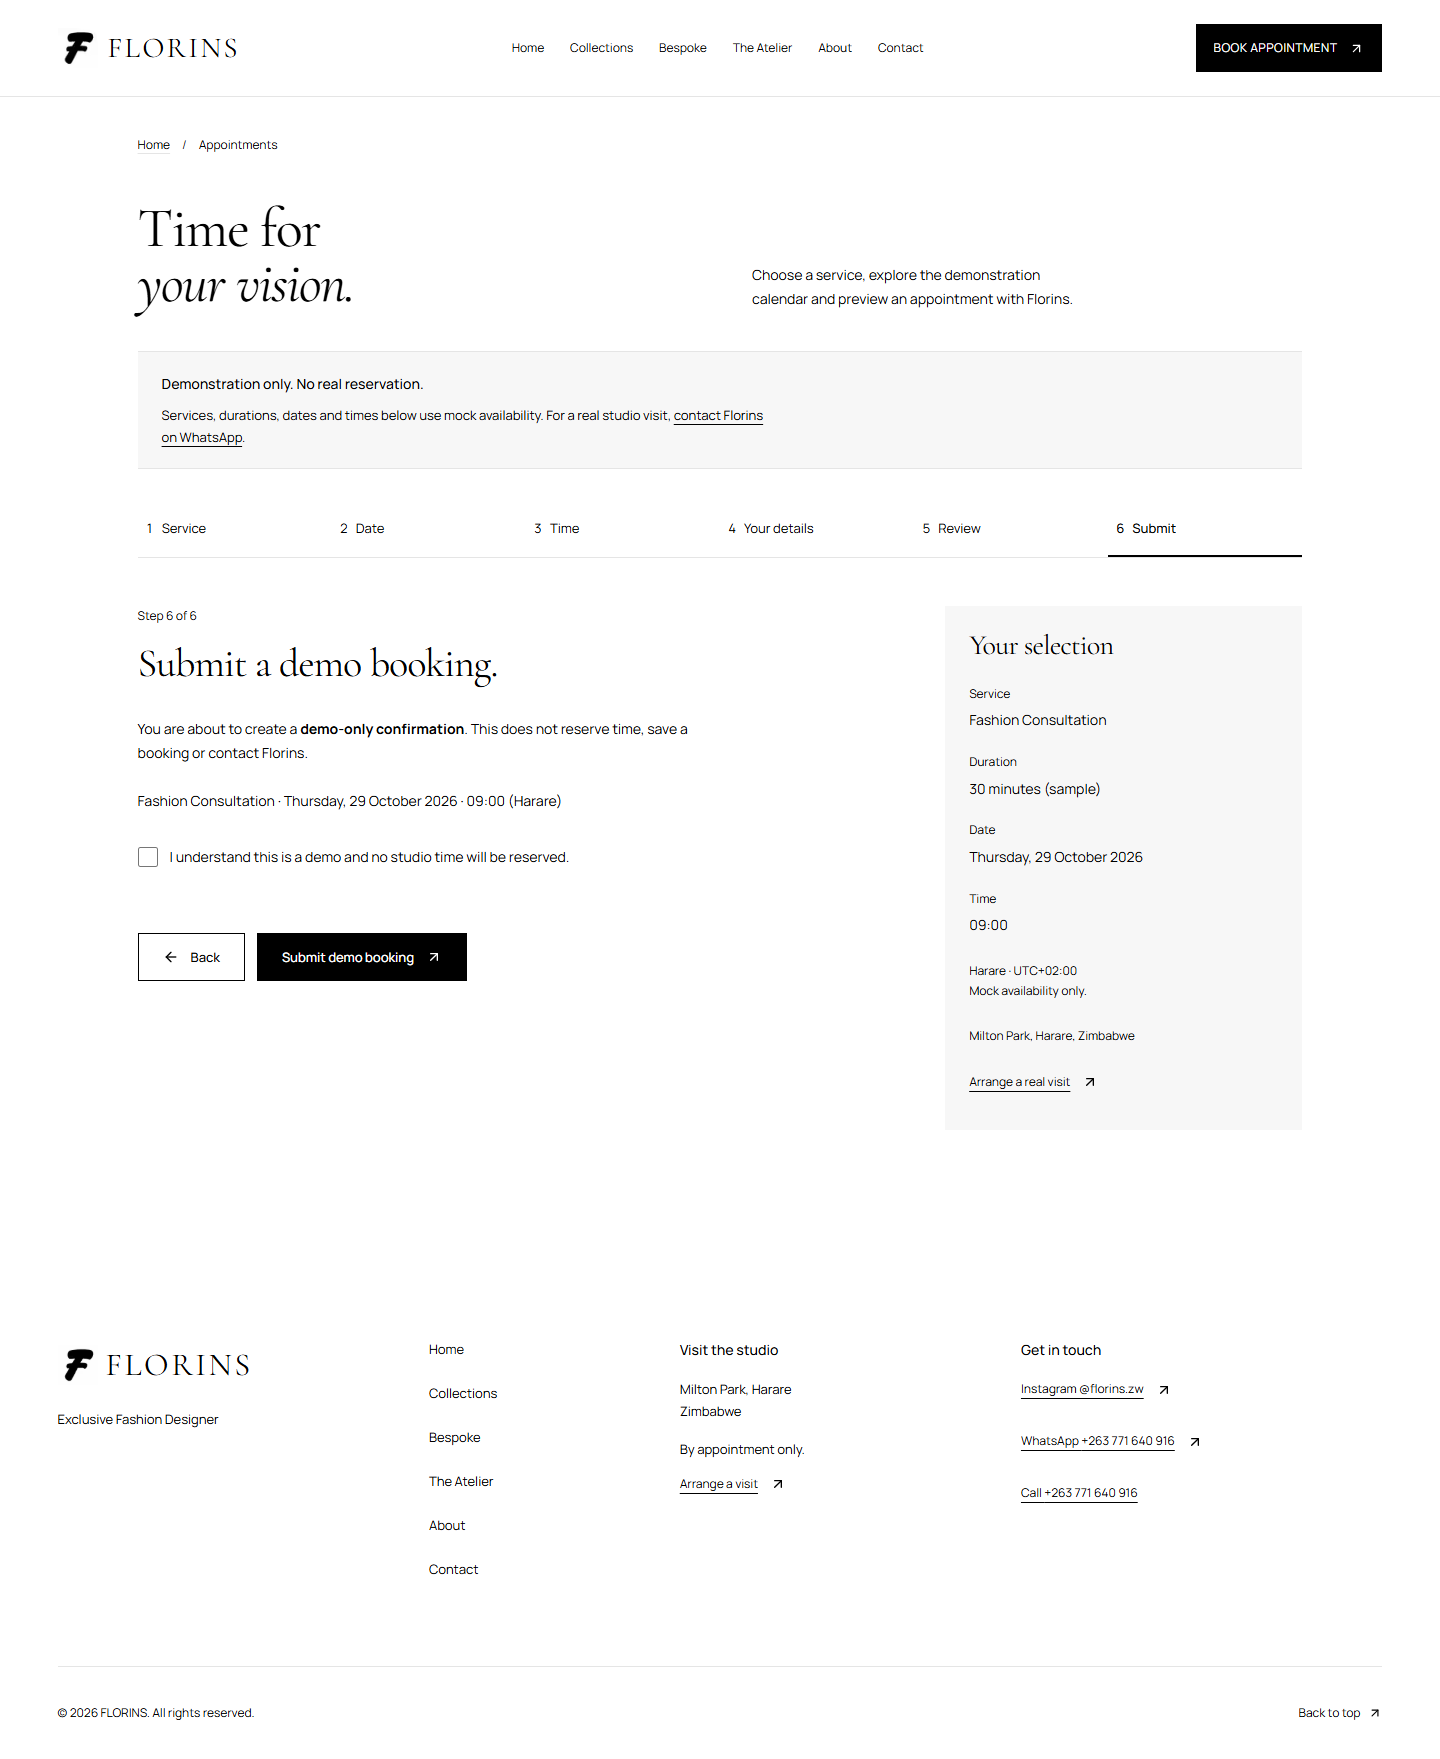 FLORINS
Home Collections Bespoke The Atelier About Contact
BOOK APPOINTMENT
Home / Appointments
Time for
your vision.
Choose a service, explore the demonstration
calendar and preview an appointment with Florins.
Demonstration only. No real reservation.
Services, durations, dates and times below use mock availability. For a real studio visit, contact Florins
on WhatsApp.
1 Service 2 Date 3 Time 4 Your details 5 Review 6 Submit
Step 6 of 6
Submit a demo booking.
You are about to create a demo-only confirmation. This does not reserve time, save a
booking or contact Florins.
Fashion Consultation · Thursday, 29 October 2026 · 09:00 (Harare)
I understand this is a demo and no studio time will be reserved.
Back
Submit demo booking
Your selection
Service
Fashion Consultation
Duration
30 minutes (sample)
Date
Thursday, 29 October 2026
Time
09:00
Harare · UTC+02:00
Mock availability only.
Milton Park, Harare, Zimbabwe
Arrange a real visit
FLORINS
Exclusive Fashion Designer
Home
Collections
Bespoke
The Atelier
About
Contact
Visit the studio
Milton Park, Harare
Zimbabwe
By appointment only.
Arrange a visit
Get in touch
Instagram @florins.zw
WhatsApp +263 771 640 916
Call +263 771 640 916
© 2026 FLORINS. All rights reserved.
Back to top